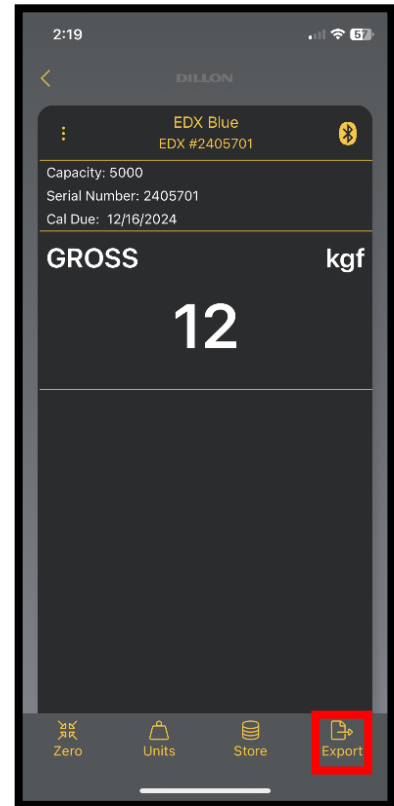 2:19 57
DILLON
EDX Blue
EDX #2405701
Capacity: 5000
Serial Number: 2405701
Cal Due: 12/16/2024
GROSS kgf
12
Zero Units Store Export